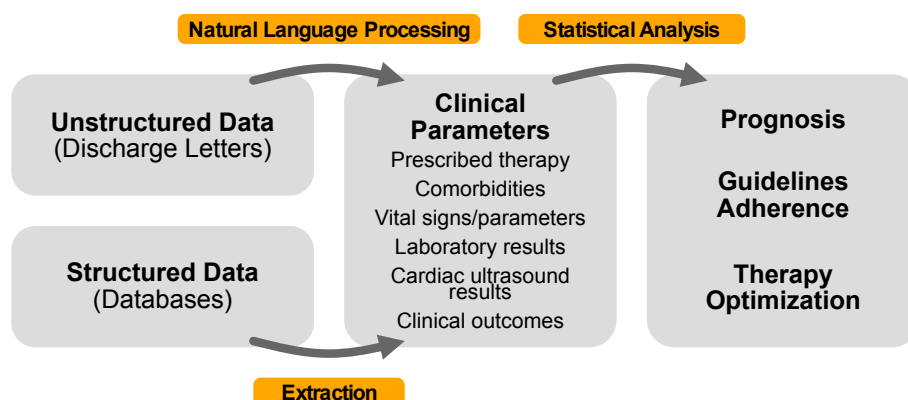 Natural Language Processing
Statistical Analysis
Unstructured Data
(Discharge Letters)
Structured Data
(Databases)
Clinical
Parameters
Prescribed therapy
Comorbidities
Vital signs/parameters
Laboratory results
Cardiac ultrasound
results
Clinical outcomes
Prognosis
Guidelines
Adherence
Therapy
Optimization
Extraction